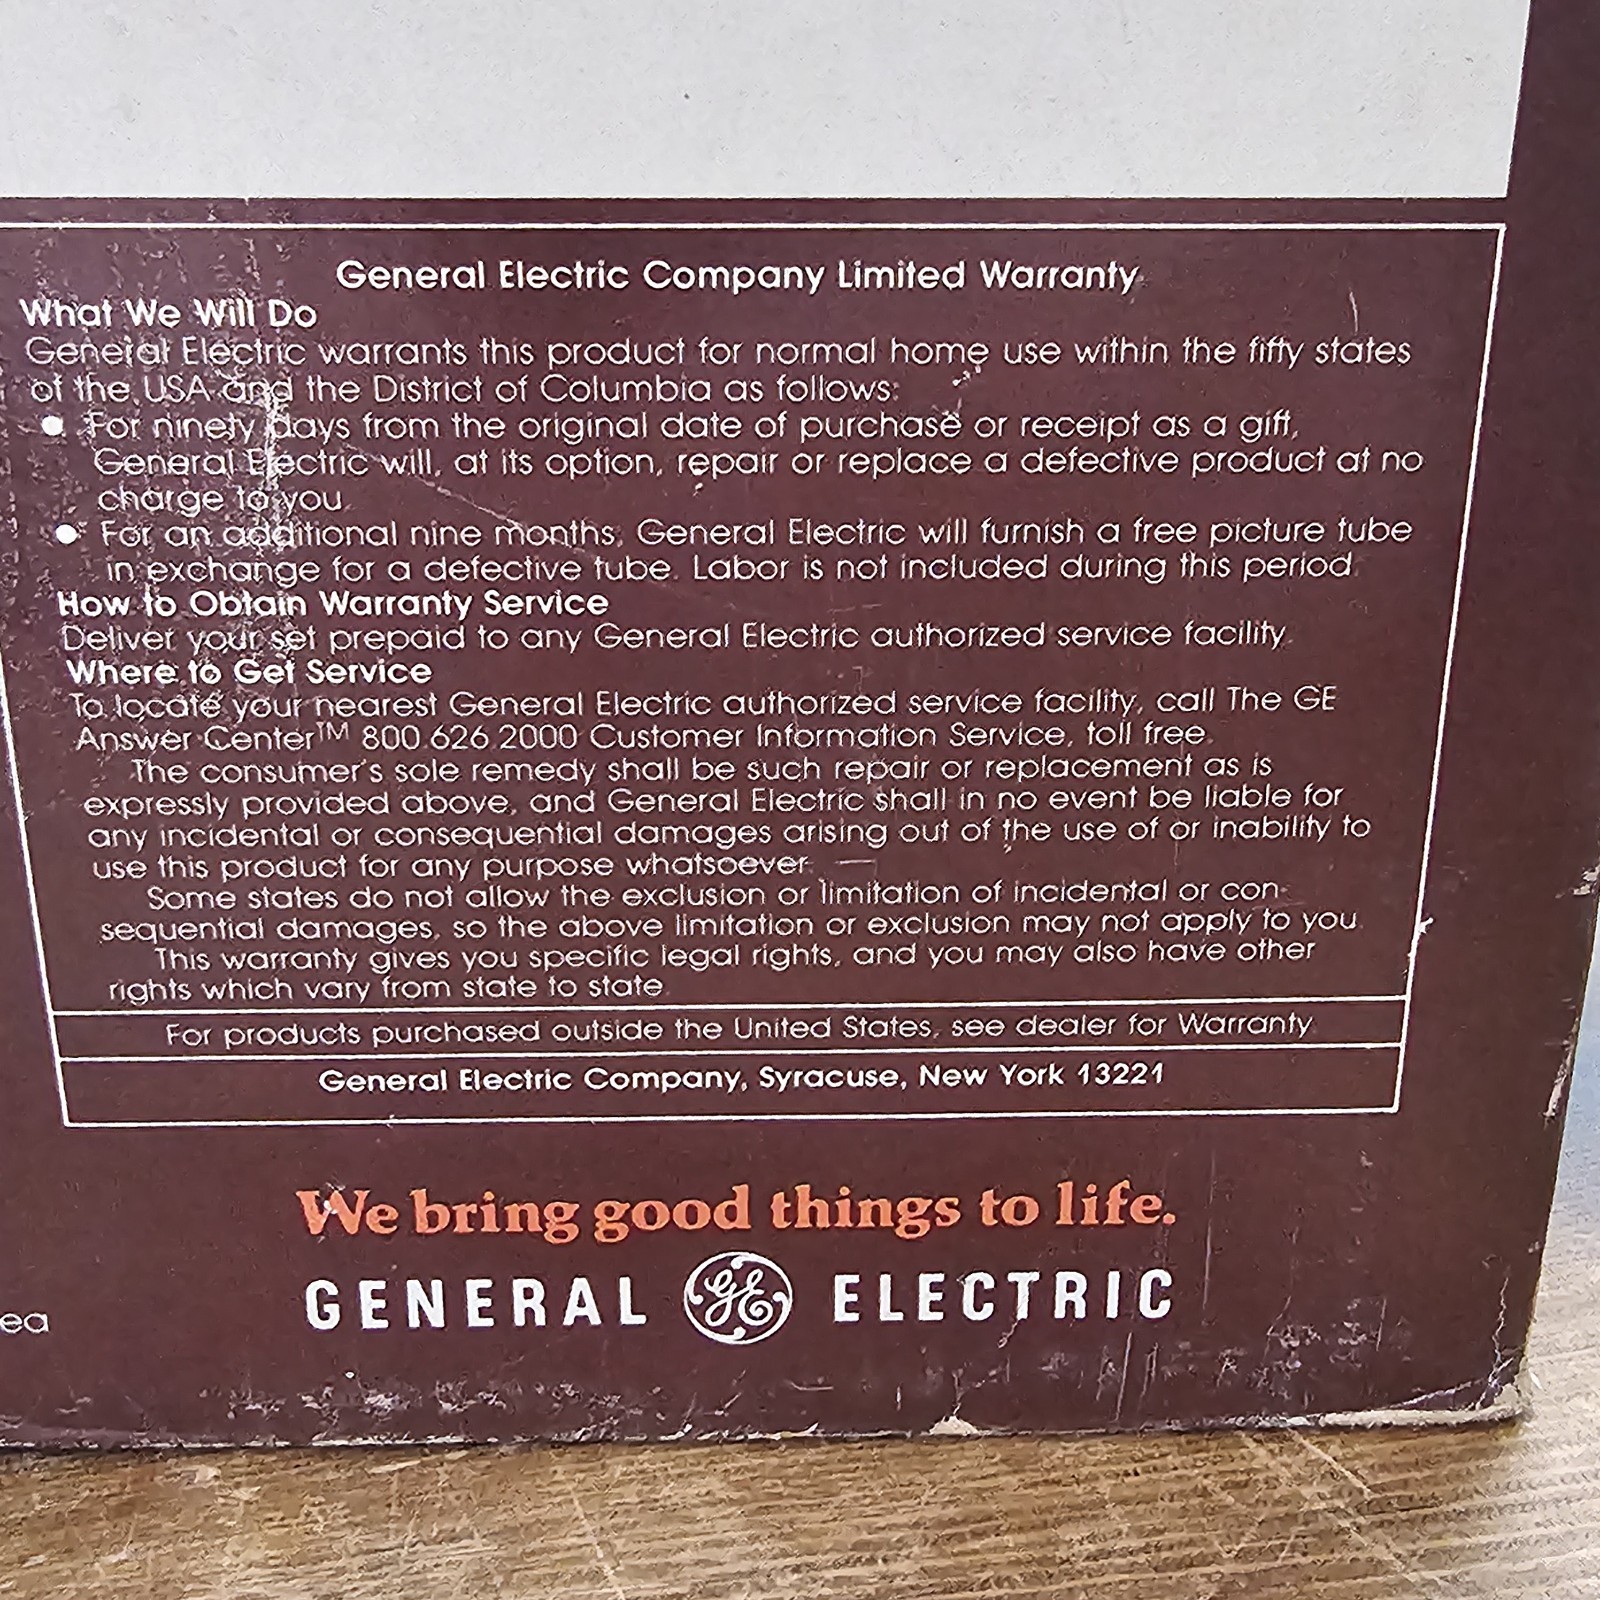 General Electric Company Limited Warranty
What We Will Do
General Electric warrants this product for normal home use within the fifty states
of the USA and the District of Columbia as follows:
● For ninety days from the original date of purchase or receipt as a gift,
General Electric will, at its option, repair or replace a defective product at no
charge to you.
● For an additional nine months, General Electric will furnish a free picture tube
in exchange for a defective tube. Labor is not included during this period.
How to Obtain Warranty Service
Deliver your set prepaid to any General Electric authorized service facility.
Where to Get Service
To locate your nearest General Electric authorized service facility, call The GE
Answer Center™ 800.626.2000 Customer Information Service, toll free.
The consumer's sole remedy shall be such repair or replacement as is
expressly provided above, and General Electric shall in no event be liable for
any incidental or consequential damages arising out of the use of or inability to
use this product for any purpose whatsoever.
Some states do not allow the exclusion or limitation of incidental or con-
sequential damages, so the above limitation or exclusion may not apply to you.
This warranty gives you specific legal rights, and you may also have other
rights which vary from state to state.
For products purchased outside the United States, see dealer for Warranty.
General Electric Company, Syracuse, New York 13221
We bring good things to life.
GENERAL GE ELECTRIC
ea